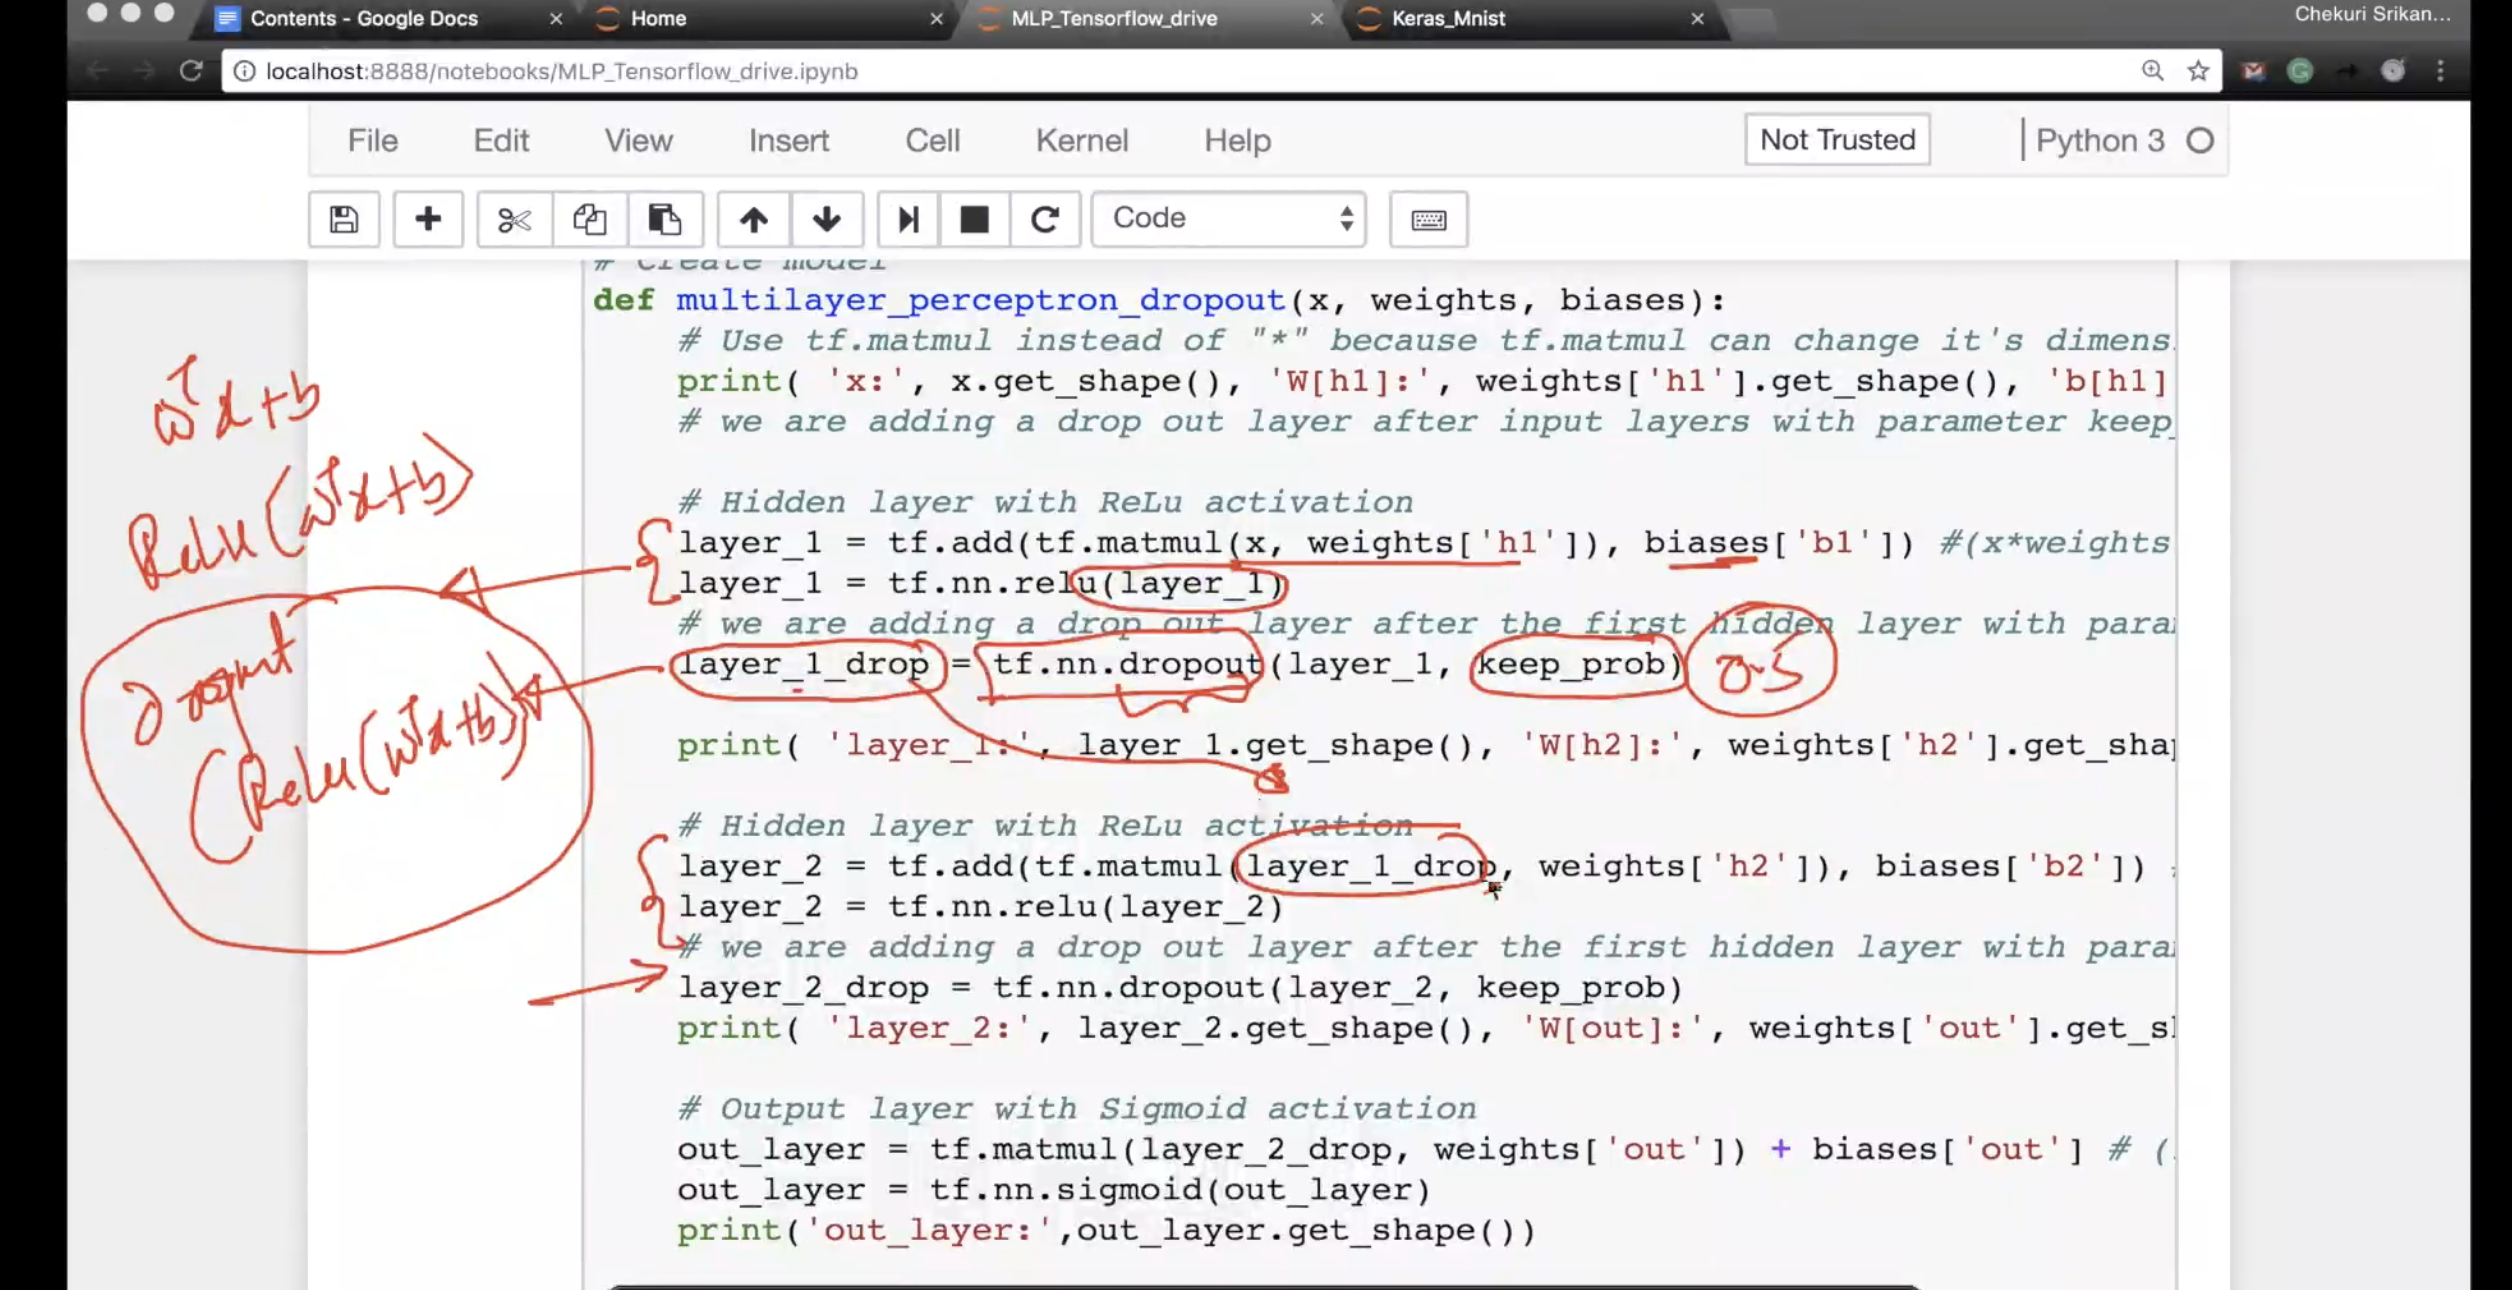 Contents - Google Docs
Home
MLP_Tensorflow_drive
Keras_Mnist
Chekuri Srikan...
localhost:8888/notebooks/MLP_Tensorflow_drive.ipynb
File Edit View Insert Cell Kernel Help
Not Trusted
Python 3
Code
# Create model
def multilayer_perceptron_dropout(x, weights, biases):
# Use tf.matmul instead of "*" because tf.matmul can change it's dimens
print( 'x:', x.get_shape(), 'W[h1]:', weights['h1'].get_shape(), 'b[h1]
# we are adding a drop out layer after input layers with parameter keep_
# Hidden layer with ReLu activation
layer_1 = tf.add(tf.matmul(x, weights['h1']), biases['b1']) #(x*weights
layer_1 = tf.nn.relu(layer_1)
# we are adding a drop out layer after the first hidden layer with para
layer_1_drop = tf.nn.dropout(layer_1, keep_prob)
print( 'layer_1:', layer_1.get_shape(), 'W[h2]:', weights['h2'].get_sha
# Hidden layer with ReLu activation
layer_2 = tf.add(tf.matmul(layer_1_drop, weights['h2']), biases['b2'])
layer_2 = tf.nn.relu(layer_2)
# we are adding a drop out layer after the first hidden layer with para
layer_2_drop = tf.nn.dropout(layer_2, keep_prob)
print( 'layer_2:', layer_2.get_shape(), 'W[out]:', weights['out'].get_s
# Output layer with Sigmoid activation
out_layer = tf.matmul(layer_2_drop, weights['out']) + biases['out'] # (
out_layer = tf.nn.sigmoid(out_layer)
print('out_layer:',out_layer.get_shape())
wᵀx+b
Relu(wᵀx+b)
(Relu(wᵀx+b))
0.5